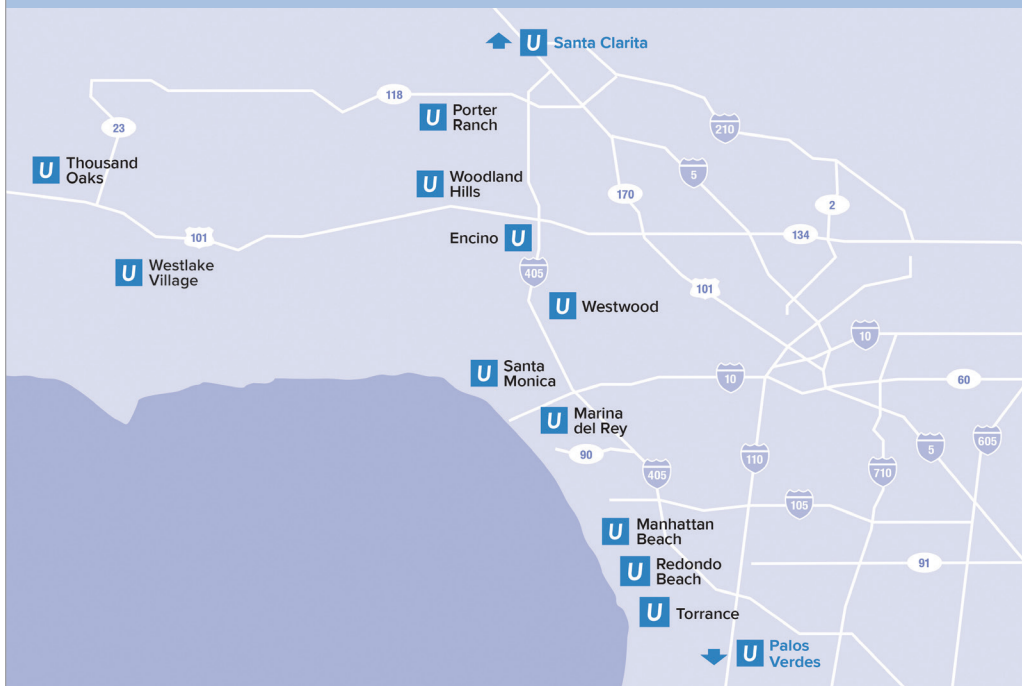 U Santa Clarita
118
U Porter
Ranch
23
210
U Thousand
Oaks
U Woodland
Hills
5
170
2
101
Encino U
134
U Westlake
Village
405
101
U Westwood
10
U Santa
Monica
10
60
U Marina
del Rey
90
405
110
710
5
605
105
U Manhattan
Beach
U Redondo
Beach
91
U Torrance
U Palos
Verdes